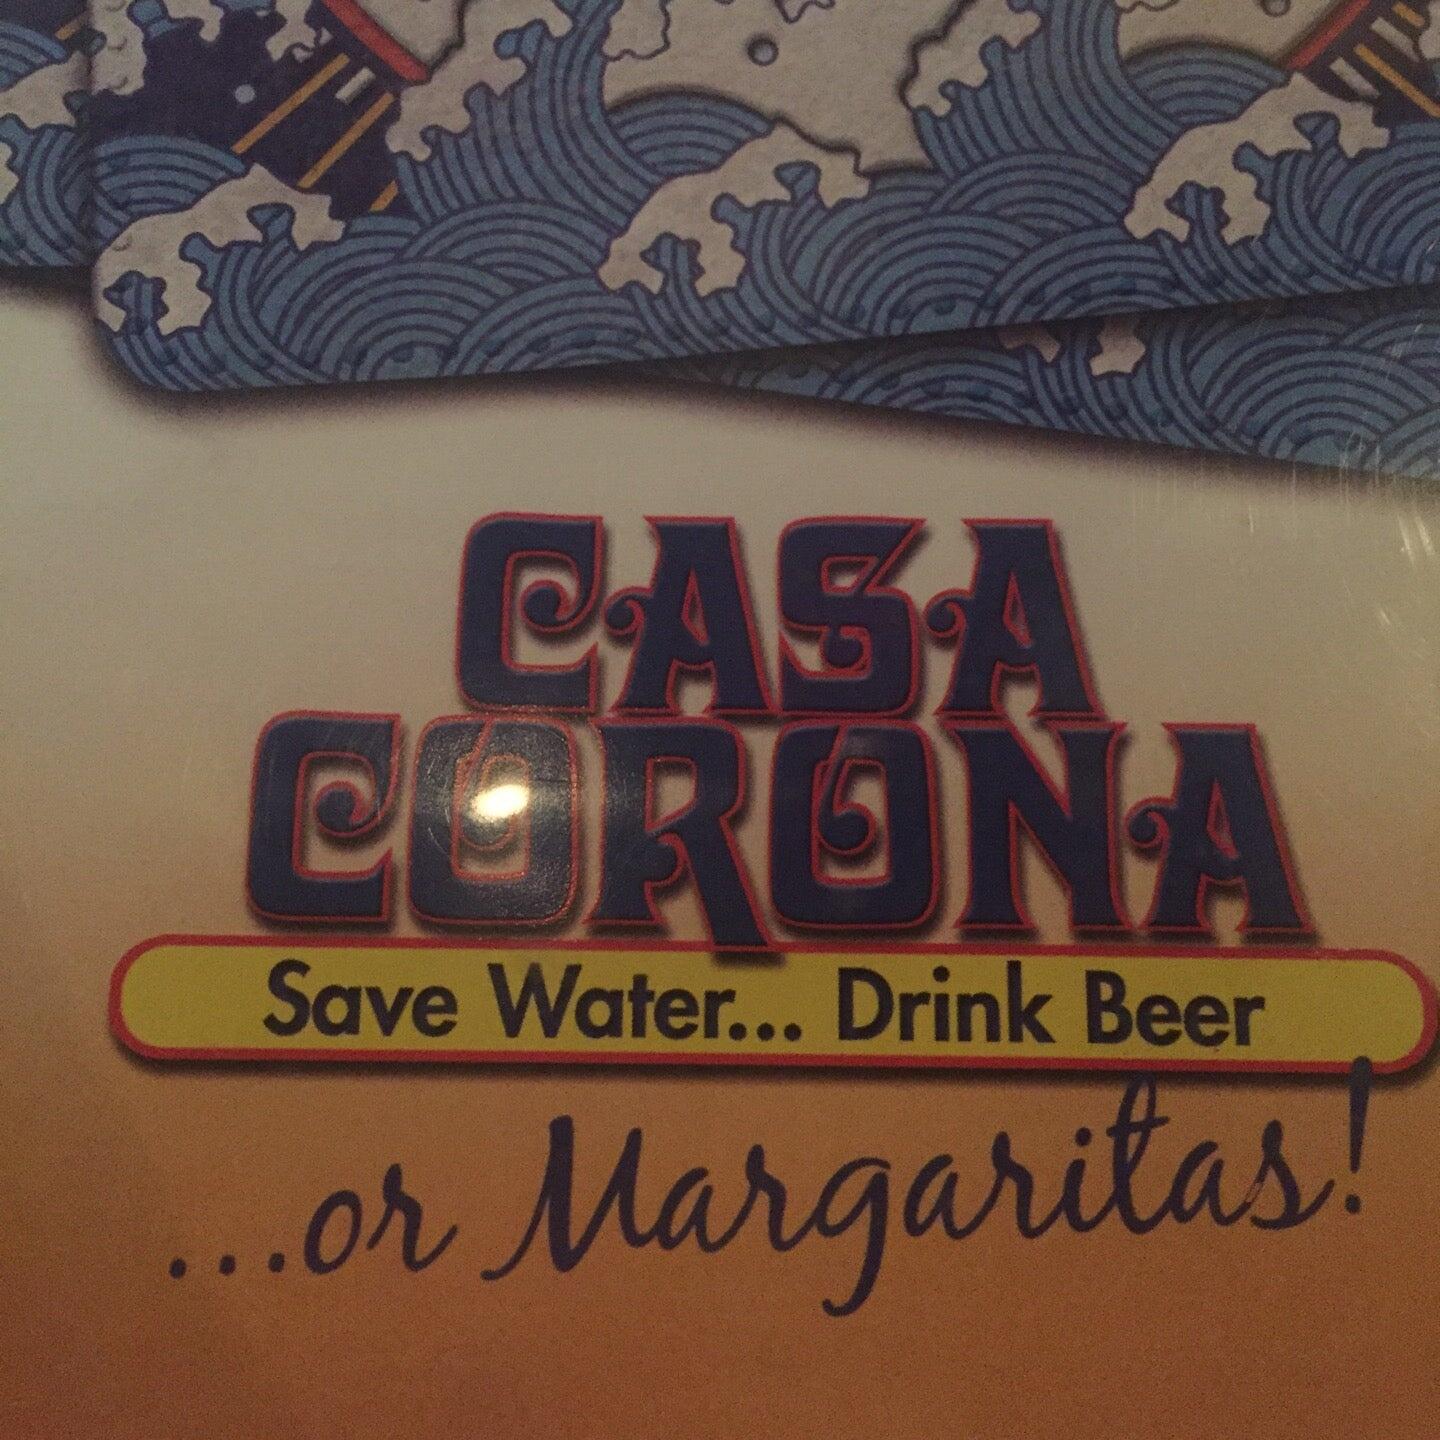 CASA
CORONA
Save Water... Drink Beer
...or Margaritas!